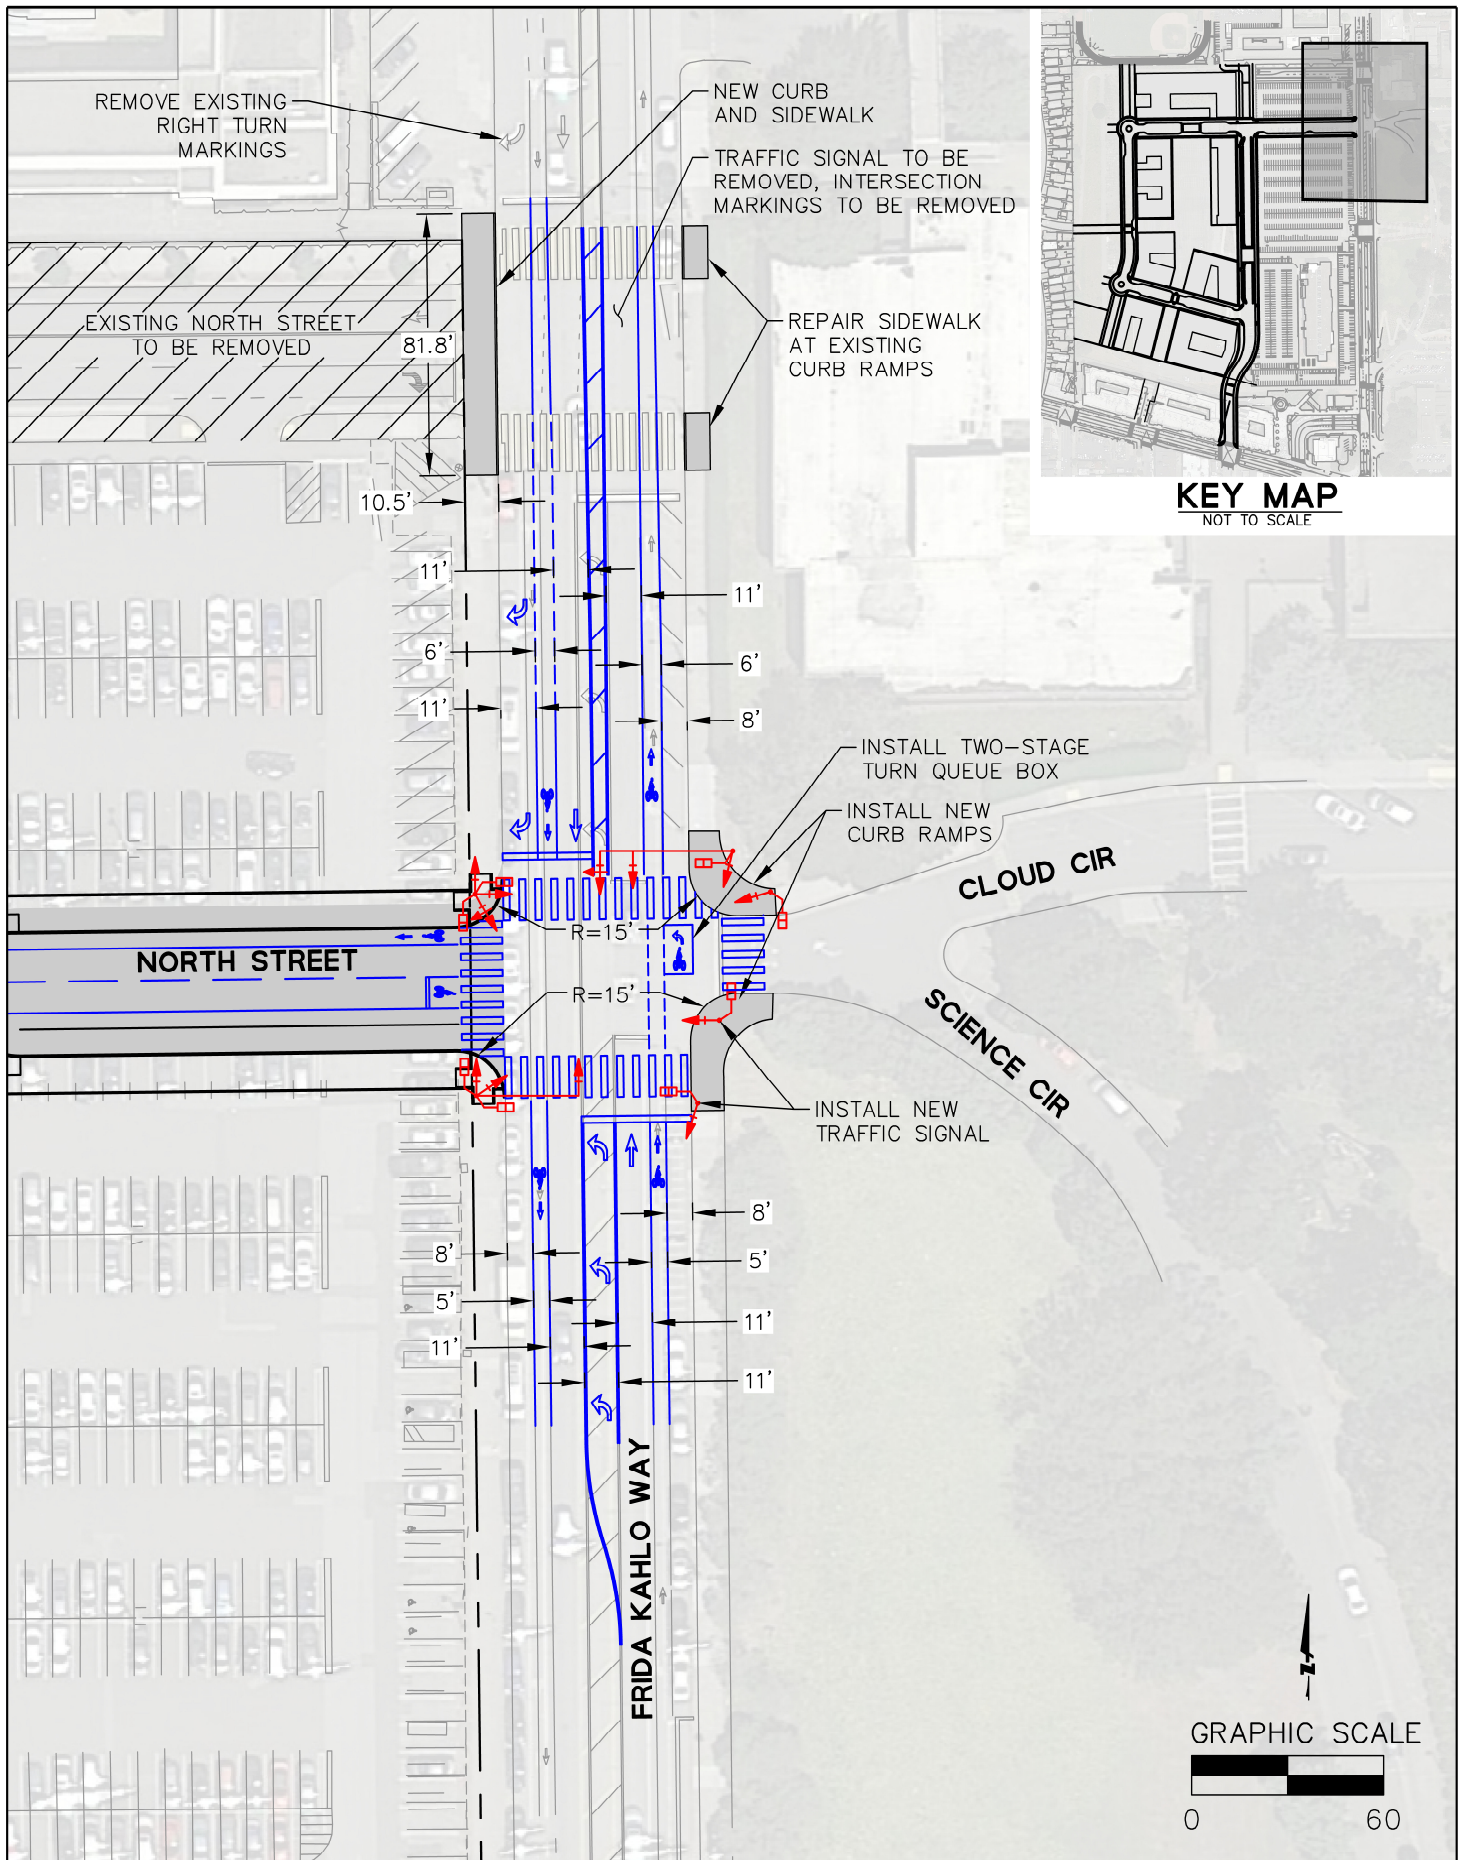 REMOVE EXISTING
RIGHT TURN
MARKINGS
NEW CURB
AND SIDEWALK
TRAFFIC SIGNAL TO BE
REMOVED, INTERSECTION
MARKINGS TO BE REMOVED
EXISTING NORTH STREET
TO BE REMOVED
81.8'
REPAIR SIDEWALK
AT EXISTING
CURB RAMPS
KEY MAP
NOT TO SCALE
10.5'
11'
11'
6'
6'
11'
8'
INSTALL TWO-STAGE
TURN QUEUE BOX
INSTALL NEW
CURB RAMPS
CLOUD CIR
R=15'
NORTH STREET
R=15'
SCIENCE CIR
INSTALL NEW
TRAFFIC SIGNAL
8'
8'
5'
5'
11'
11'
11'
FRIDA KAHLO WAY
N
GRAPHIC SCALE
0 60